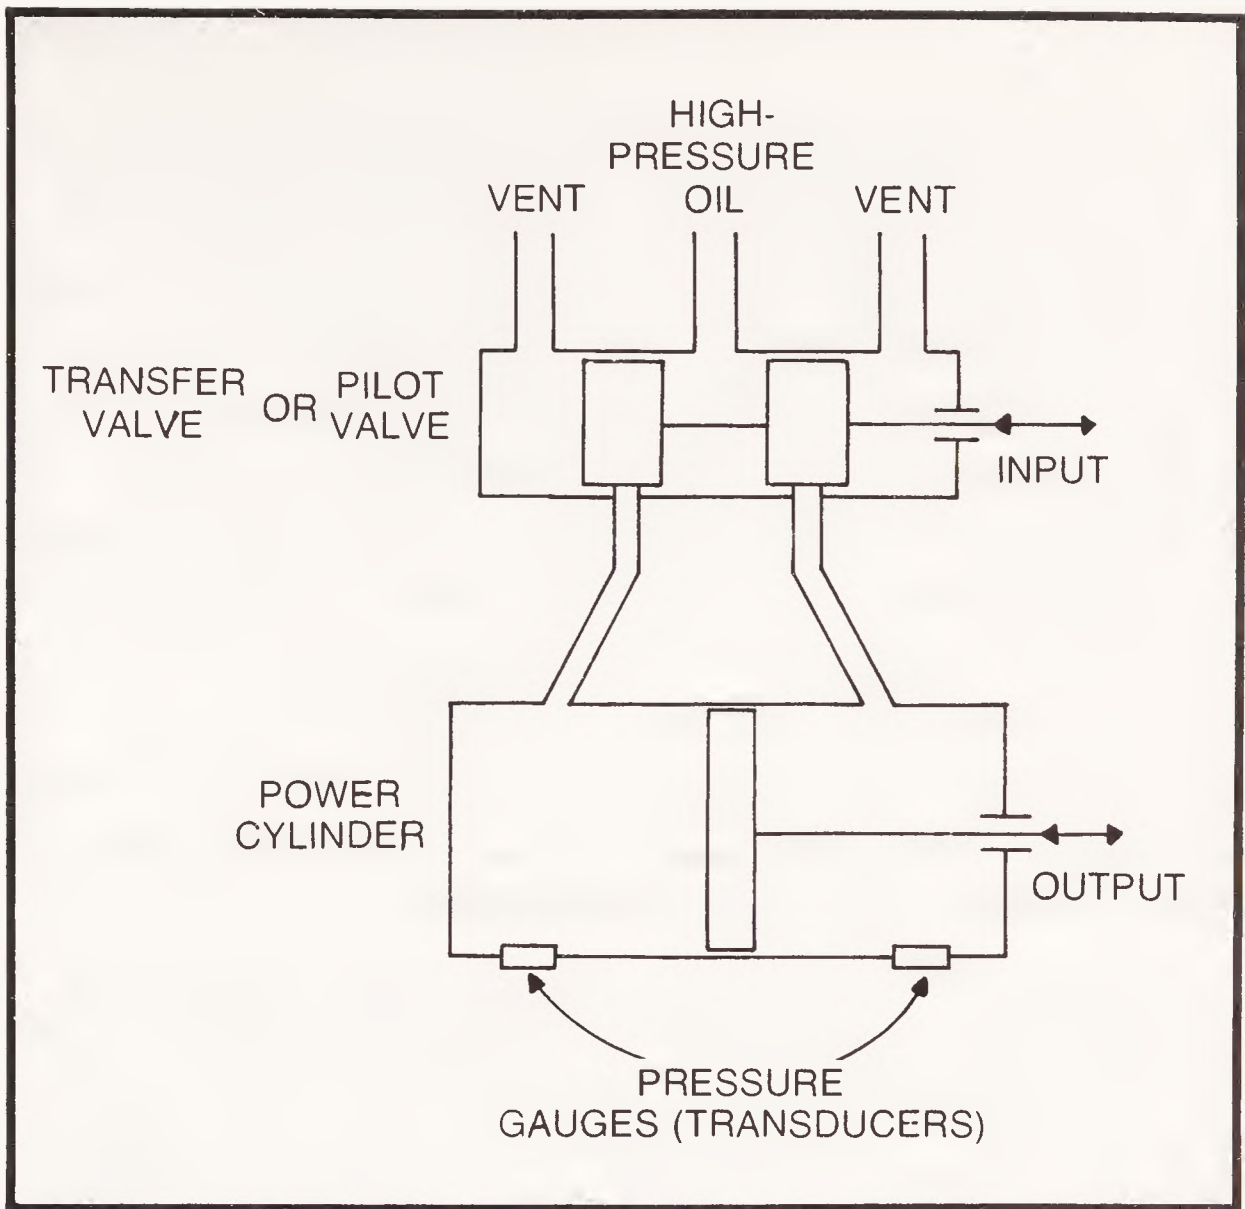 HIGH-
PRESSURE
OIL
VENT
VENT
TRANSFER
VALVE
OR
PILOT
VALVE
INPUT
POWER
CYLINDER
OUTPUT
PRESSURE
GAUGES (TRANSDUCERS)